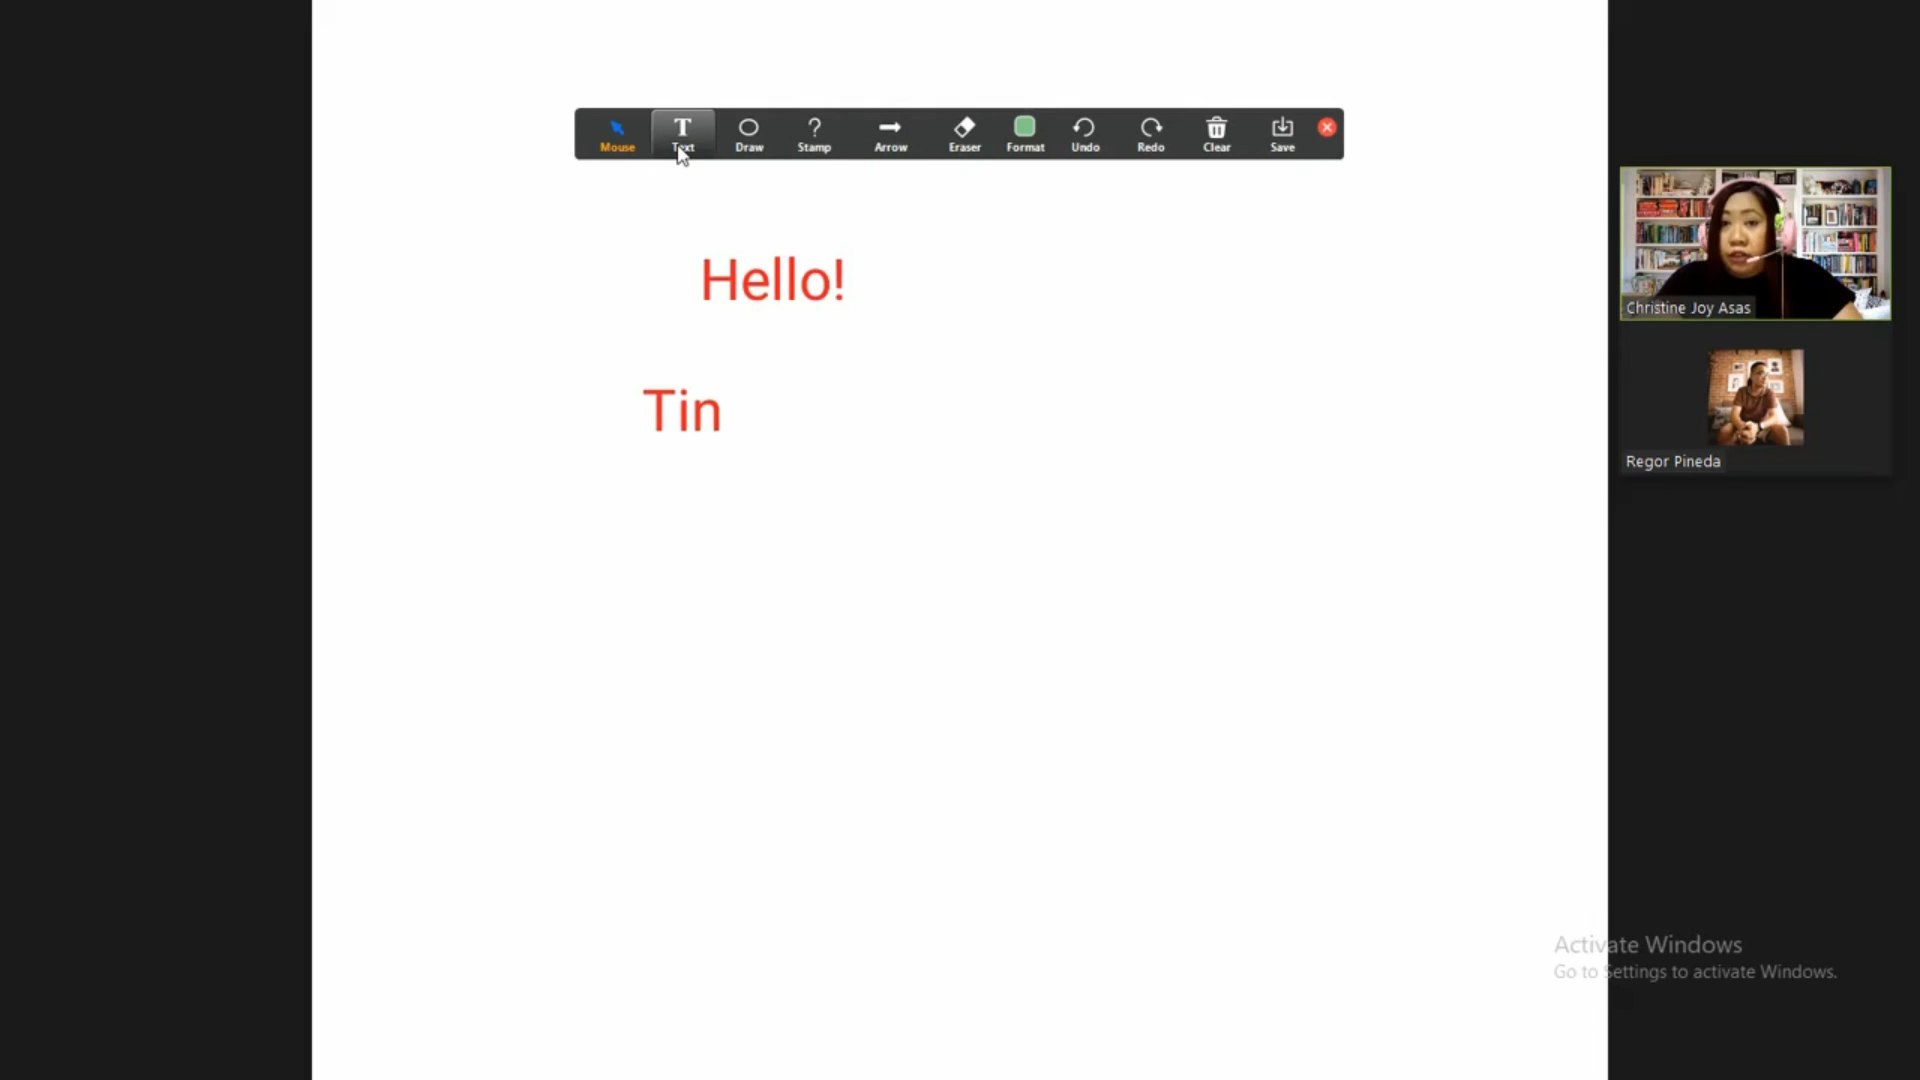 Mouse Text Draw Stamp Arrow Eraser Format Undo Redo Clear Save
Hello!
Tin
Christine Joy Asas
Regor Pineda
Activate Windows
Go to Settings to activate Windows.